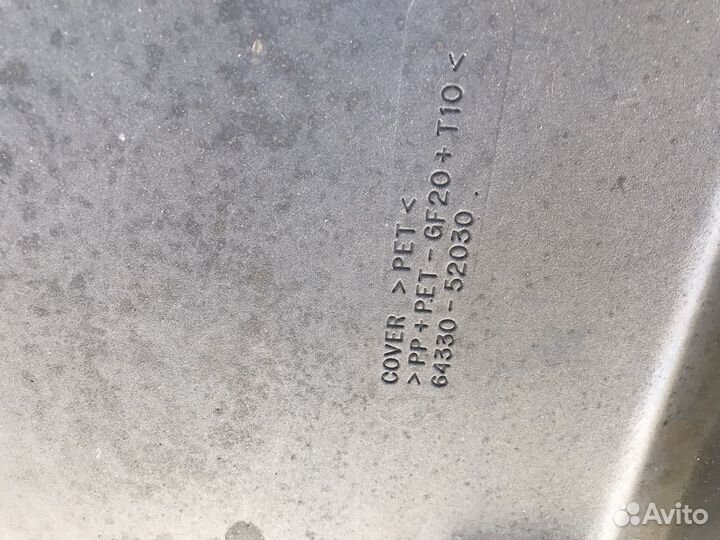 COVER >PET<
>PP+PET-GF20+T10<
64330-52030
Avito